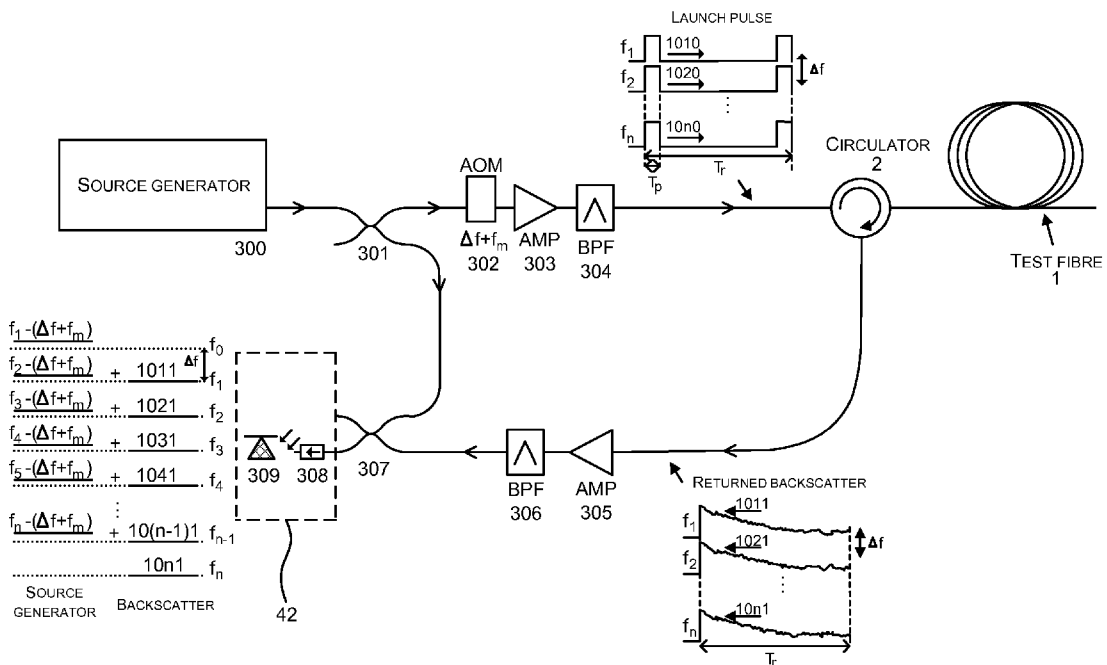 LAUNCH PULSE
f1 1010
f2 1020 Δf
⋮
fn 10n0
Tp Tr
SOURCE GENERATOR
300
301
AOM
Δf+fm
302
AMP
303
BPF
304
CIRCULATOR
2
TEST FIBRE
1
f1-(Δf+fm) f0
f2-(Δf+fm) + 1011 Δf f1
f3-(Δf+fm) + 1021 f2
f4-(Δf+fm) + 1031 f3
f5-(Δf+fm) + 1041 f4
⋮
fn-(Δf+fm) + 10(n-1)1 fn-1
10n1 fn
SOURCE GENERATOR
BACKSCATTER
309
308
307
42
BPF
306
AMP
305
RETURNED BACKSCATTER
f1 1011
f2 1021 Δf
⋮
fn 10n1
Tr